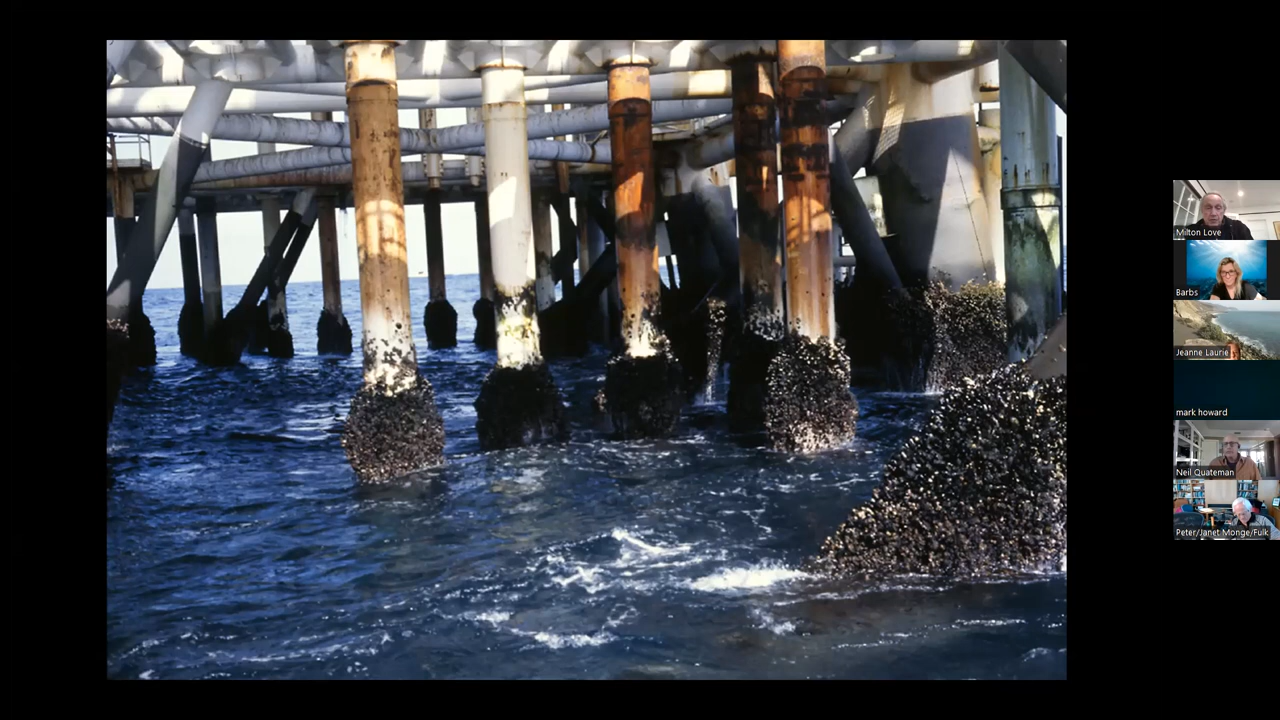 Milton Love
Barbs
Jeanne Laurie
mark howard
Neil Quateman
Peter/Janet Monge/Fulk